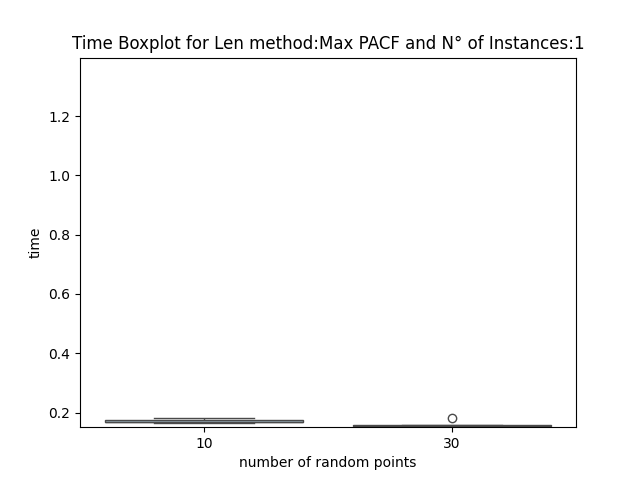 Time Boxplot for Len method:Max PACF and N° of Instances:1
1.2
1.0
0.8
0.6
0.4
0.2
time
10
30
number of random points